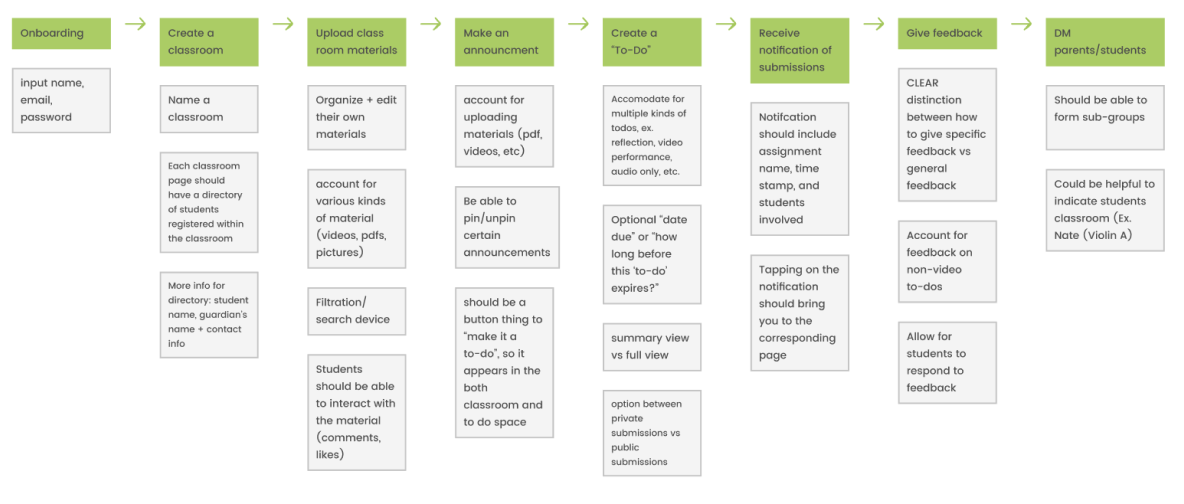 Onboarding
input name,
email,
password
Create a
classroom
Name a
classroom
Each classroom
page should
have a directory
of students
registered within
the classroom
More info for
directory: student
name, guardian's
name + contact
info
Upload class
room materials
Organize + edit
their own
materials
account for
various kinds
of material
(videos, pdfs,
pictures)
Filtration/
search device
Students
should be able
to interact with
the material
(comments,
likes)
Make an
announcment
account for
uploading
materials (pdf,
videos, etc)
Be able to
pin/unpin
certain
announcements
should be a
button thing to
"make it a
to-do", so it
appears in the
both
classroom and
to do space
Create a
"To-Do"
Accomodate for
multiple kinds of
todos, ex.
reflection, video
performance,
audio only, etc.
Optional "date
due" or "how
long before
this 'to-do'
expires?"
summary view
vs full view
option between
private
submissions vs
public
submissions
Receive
notification of
submissions
Notifcation
should include
assignment
name, time
stamp, and
students
involved
Tapping on the
notification
should bring
you to the
corresponding
page
Give feedback
CLEAR
distinction
between how
to give specific
feedback vs
general
feedback
Account for
feedback on
non-video
to-dos
Allow for
students to
respond to
feedback
DM
parents/students
Should be able to
form sub-groups
Could be helpful to
indicate students
classroom (Ex.
Nate (Violin A)